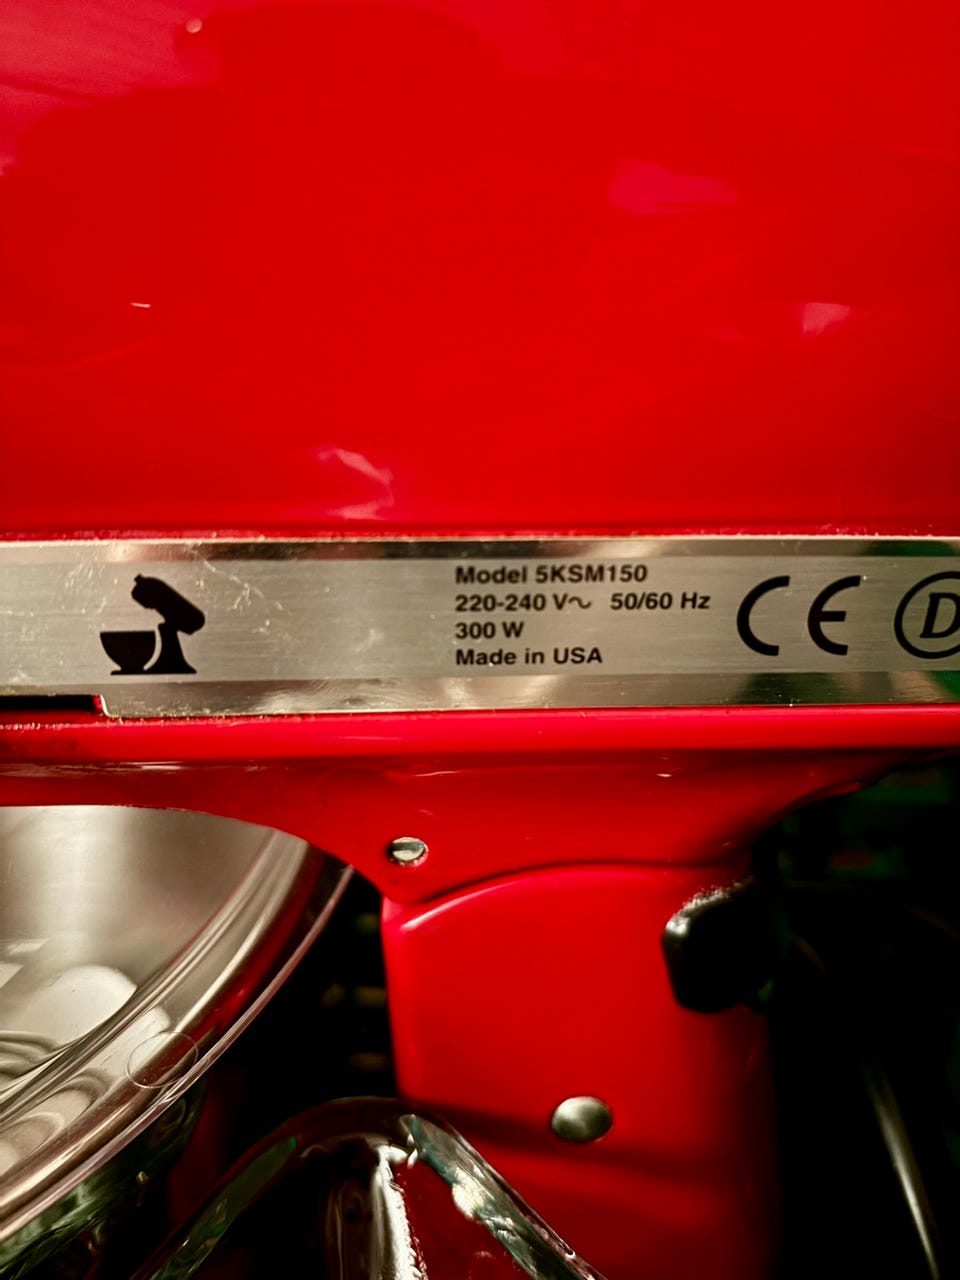 Model 5KSM150
220-240 V~ 50/60 Hz
300 W
Made in USA
CE
D